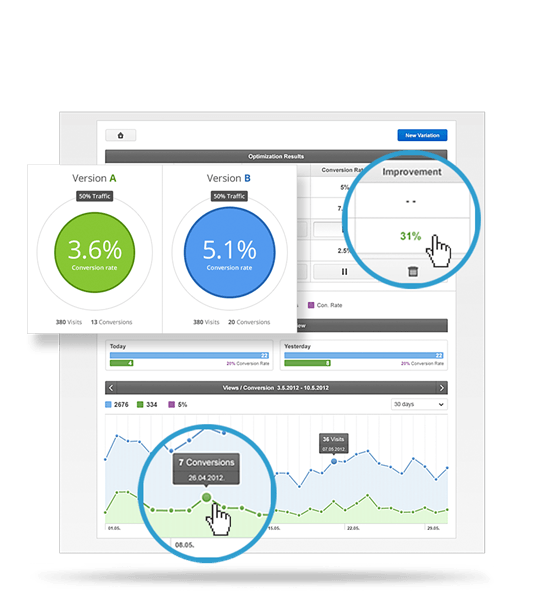 New Variation
Optimization Results
Version A
50% Traffic
3.6%
Conversion rate
380 Visits 13 Conversions
Version B
50% Traffic
5.1%
Conversion rate
380 Visits 20 Conversions
Improvement
- -
31%
5%
2.5%
Con. Rate
Today
22
4
20% Conversion Rate
Yesterday
22
20% Conversion Rate
Views / Conversion 3.5.2012 - 10.5.2012
2676 334 5%
30 days
7 Conversions
26.04.2012
36 Visits
07.05.2012
01.05. 08.05. 15.05. 22.05. 29.05.